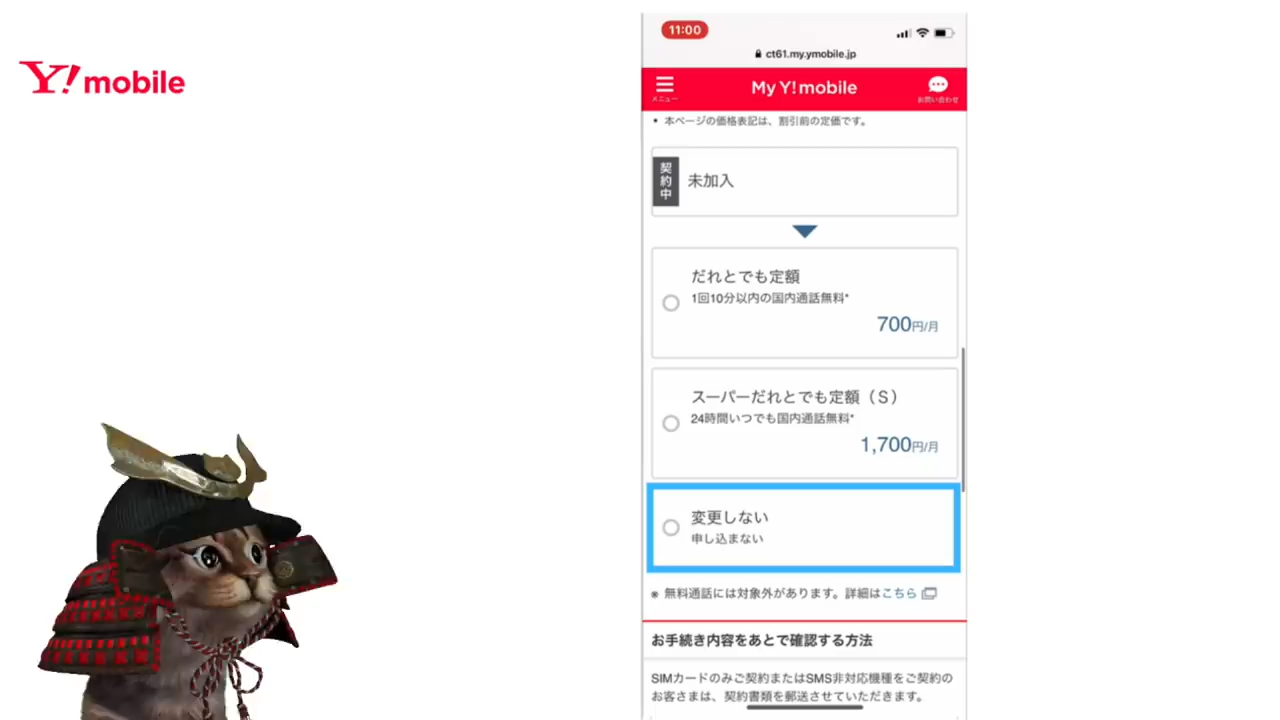 Y!mobile
11:00
ct61.my.ymobile.jp
メニュー
My Y!mobile
お問い合わせ
• 本ページの価格表記は、割引前の定価です。
契約中
未加入
だれとでも定額
1回10分以内の国内通話無料*
700円/月
スーパーだれとでも定額（S）
24時間いつでも国内通話無料*
1,700円/月
変更しない
申し込まない
※ 無料通話には対象外があります。詳細はこちら
お手続き内容をあとで確認する方法
SIMカードのみご契約またはSMS非対応機種をご契約の
お客さまは、契約書類を郵送させていただきます。